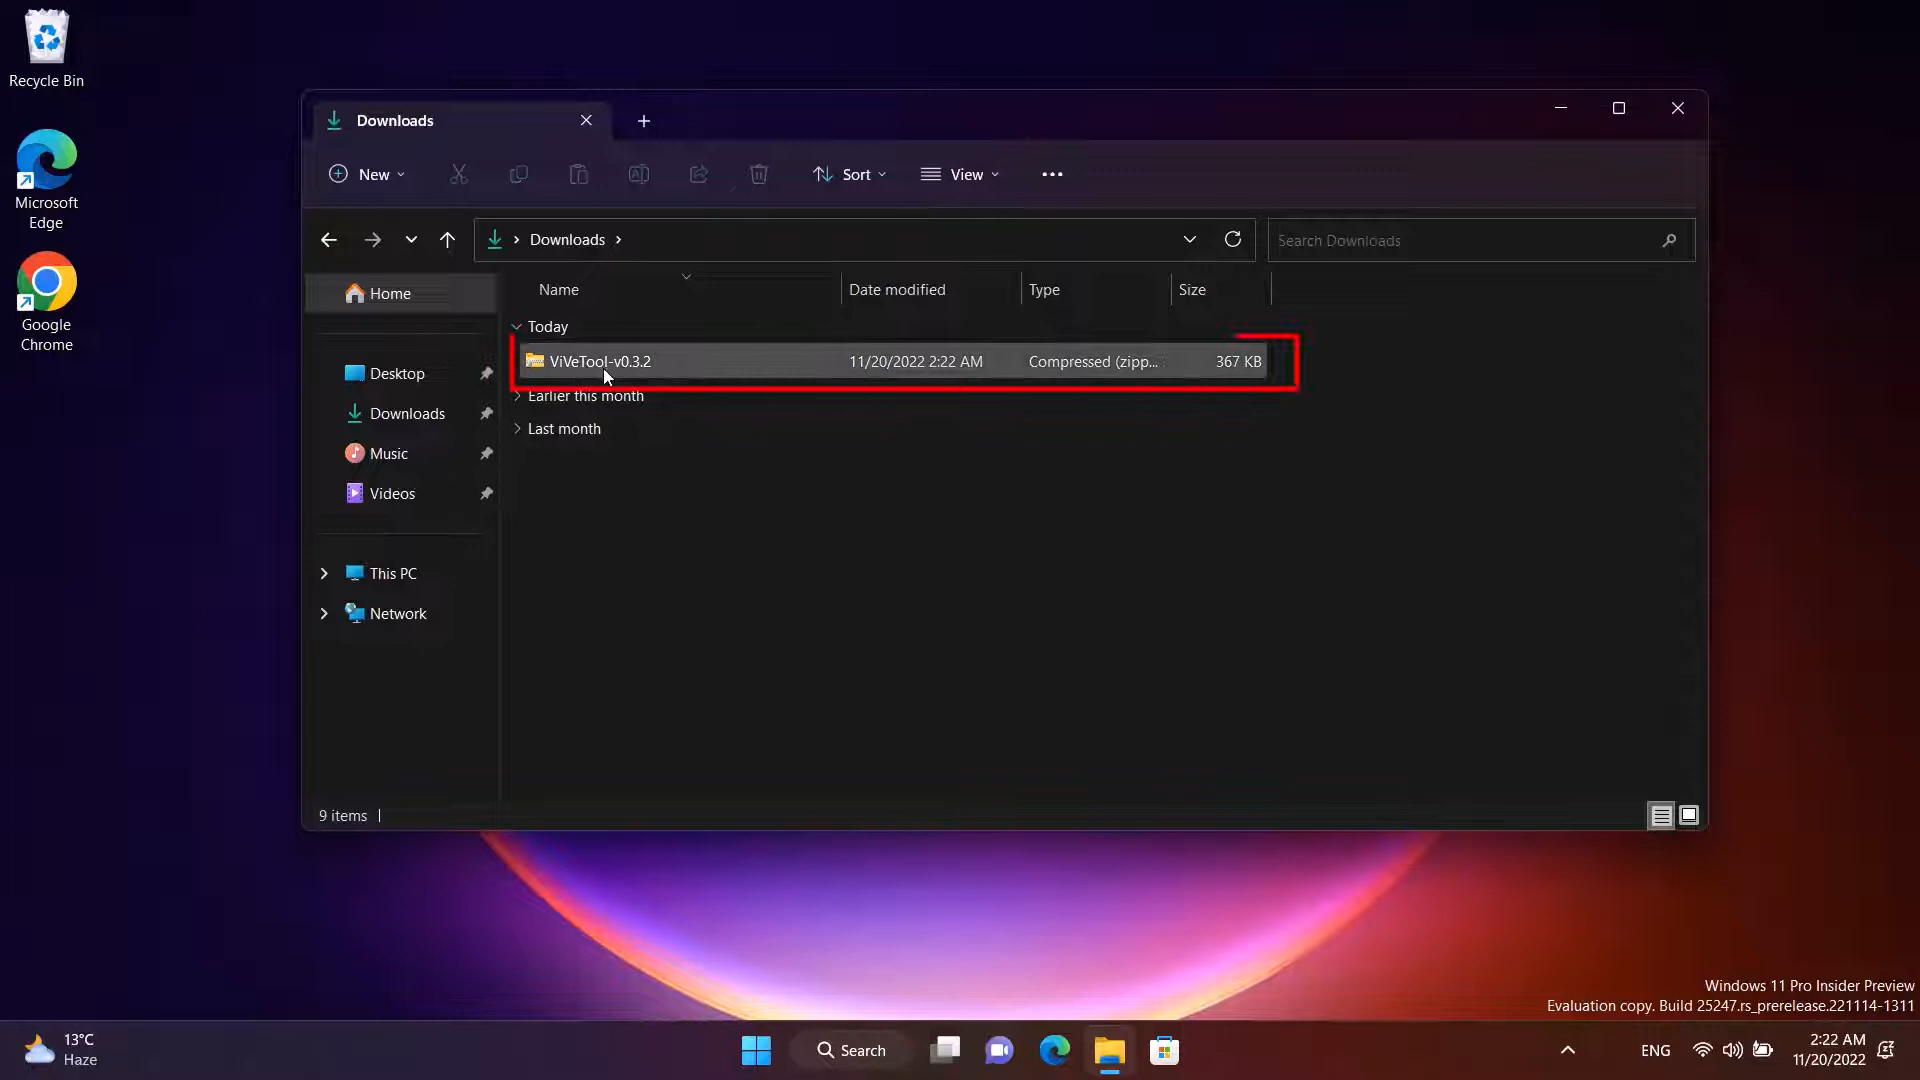 Recycle Bin
Microsoft
Edge
Google
Chrome
Downloads
New
Sort
View
Downloads
Search Downloads
Name
Date modified
Type
Size
Today
ViVeTool-v0.3.2
11/20/2022 2:22 AM
Compressed (zipp...
367 KB
Earlier this month
Last month
Home
Desktop
Downloads
Music
Videos
This PC
Network
9 items
Windows 11 Pro Insider Preview
Evaluation copy. Build 25247.rs_prerelease.221114-1311
13°C
Haze
Search
ENG
2:22 AM
11/20/2022